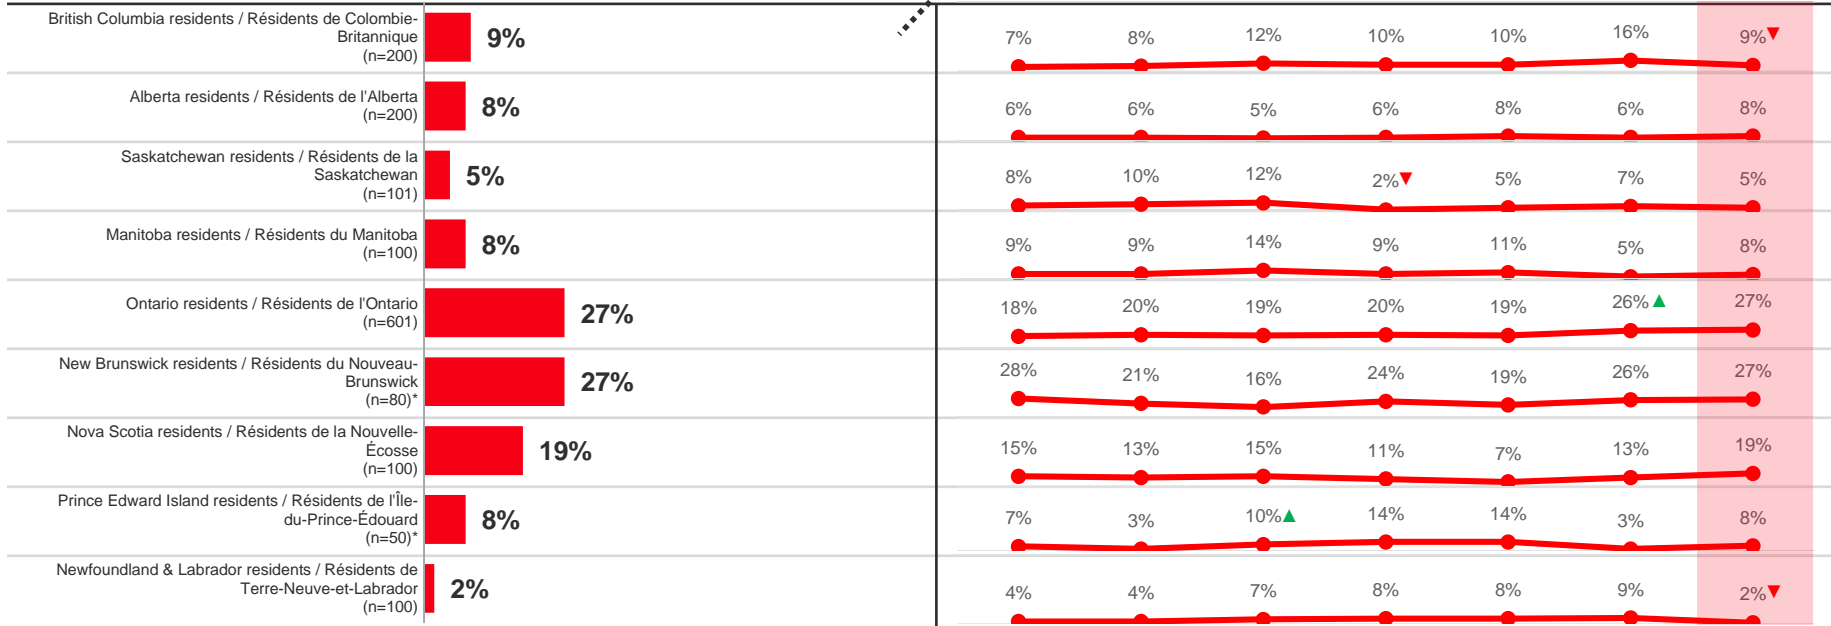 British Columbia residents / Résidents de Colombie-
Britannique
(n=200)
9%
7% 8% 12% 10% 10% 16% 9%▼
Alberta residents / Résidents de l'Alberta
(n=200)
8%
6% 6% 5% 6% 8% 6% 8%
Saskatchewan residents / Résidents de la
Saskatchewan
(n=101)
5%
8% 10% 12% 2%▼ 5% 7% 5%
Manitoba residents / Résidents du Manitoba
(n=100)
8%
9% 9% 14% 9% 11% 5% 8%
Ontario residents / Résidents de l'Ontario
(n=601)
27%
18% 20% 19% 20% 19% 26%▲ 27%
New Brunswick residents / Résidents du Nouveau-
Brunswick
(n=80)*
27%
28% 21% 16% 24% 19% 26% 27%
Nova Scotia residents / Résidents de la Nouvelle-
Écosse
(n=100)
19%
15% 13% 15% 11% 7% 13% 19%
Prince Edward Island residents / Résidents de l'Île-
du-Prince-Édouard
(n=50)*
8%
7% 3% 10%▲ 14% 14% 3% 8%
Newfoundland & Labrador residents / Résidents de
Terre-Neuve-et-Labrador
(n=100)
2%
4% 4% 7% 8% 8% 9% 2%▼